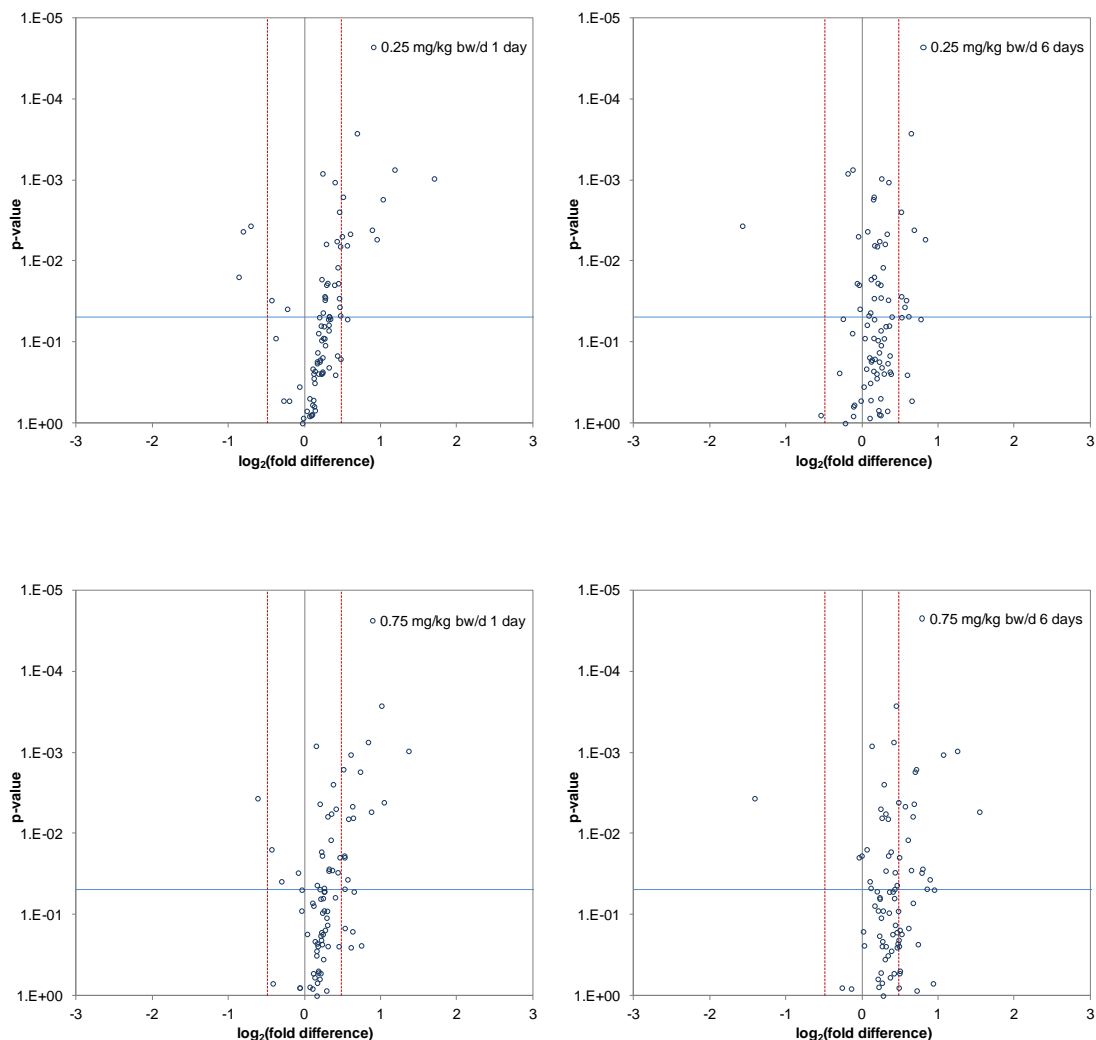 1.E-05
1.E-04
1.E-03
1.E-02
1.E-01
1.E+00
p-value
0.25 mg/kg bw/d 1 day
-3 -2 -1 0 1 2 3
log₂(fold difference)
1.E-05
1.E-04
1.E-03
1.E-02
1.E-01
1.E+00
p-value
0.25 mg/kg bw/d 6 days
-3 -2 -1 0 1 2 3
log₂(fold difference)
1.E-05
1.E-04
1.E-03
1.E-02
1.E-01
1.E+00
p-value
0.75 mg/kg bw/d 1 day
-3 -2 -1 0 1 2 3
log₂(fold difference)
1.E-05
1.E-04
1.E-03
1.E-02
1.E-01
1.E+00
p-value
0.75 mg/kg bw/d 6 days
-3 -2 -1 0 1 2 3
log₂(fold difference)